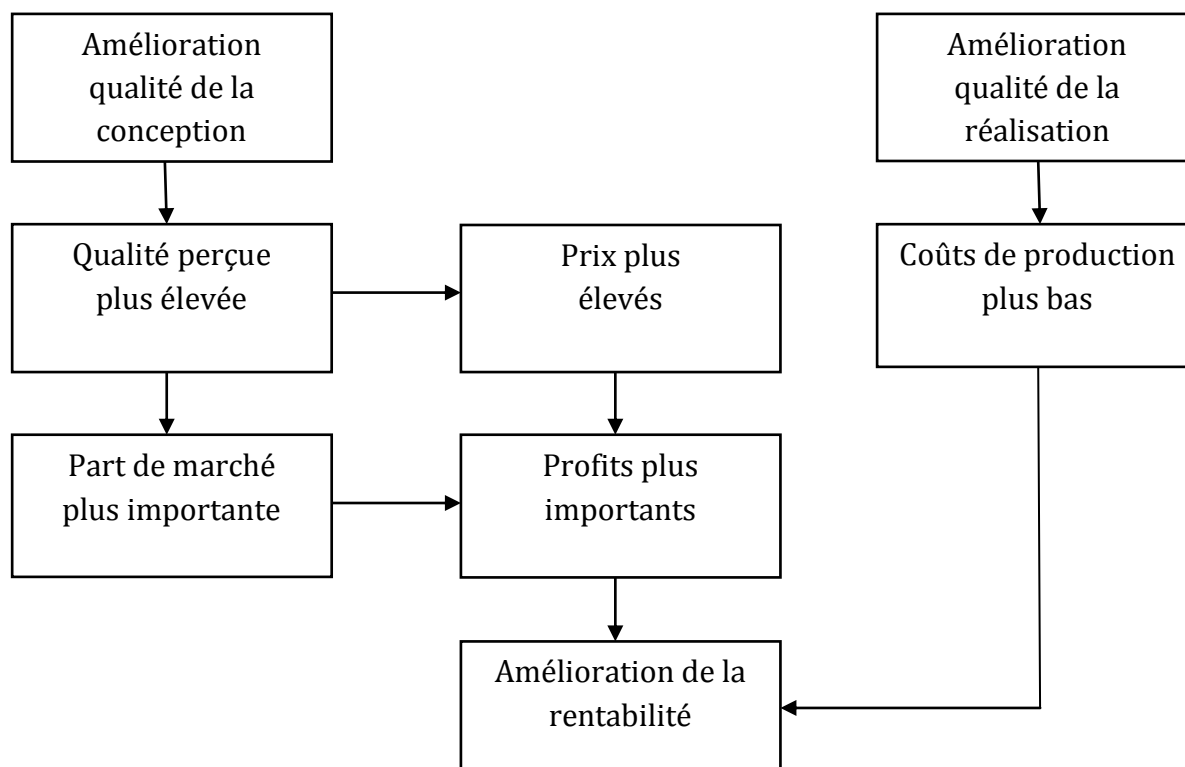 Amélioration
qualité de la
conception
Amélioration
qualité de la
réalisation
Qualité perçue
plus élevée
Prix plus
élevés
Coûts de production
plus bas
Part de marché
plus importante
Profits plus
importants
Amélioration de la
rentabilité